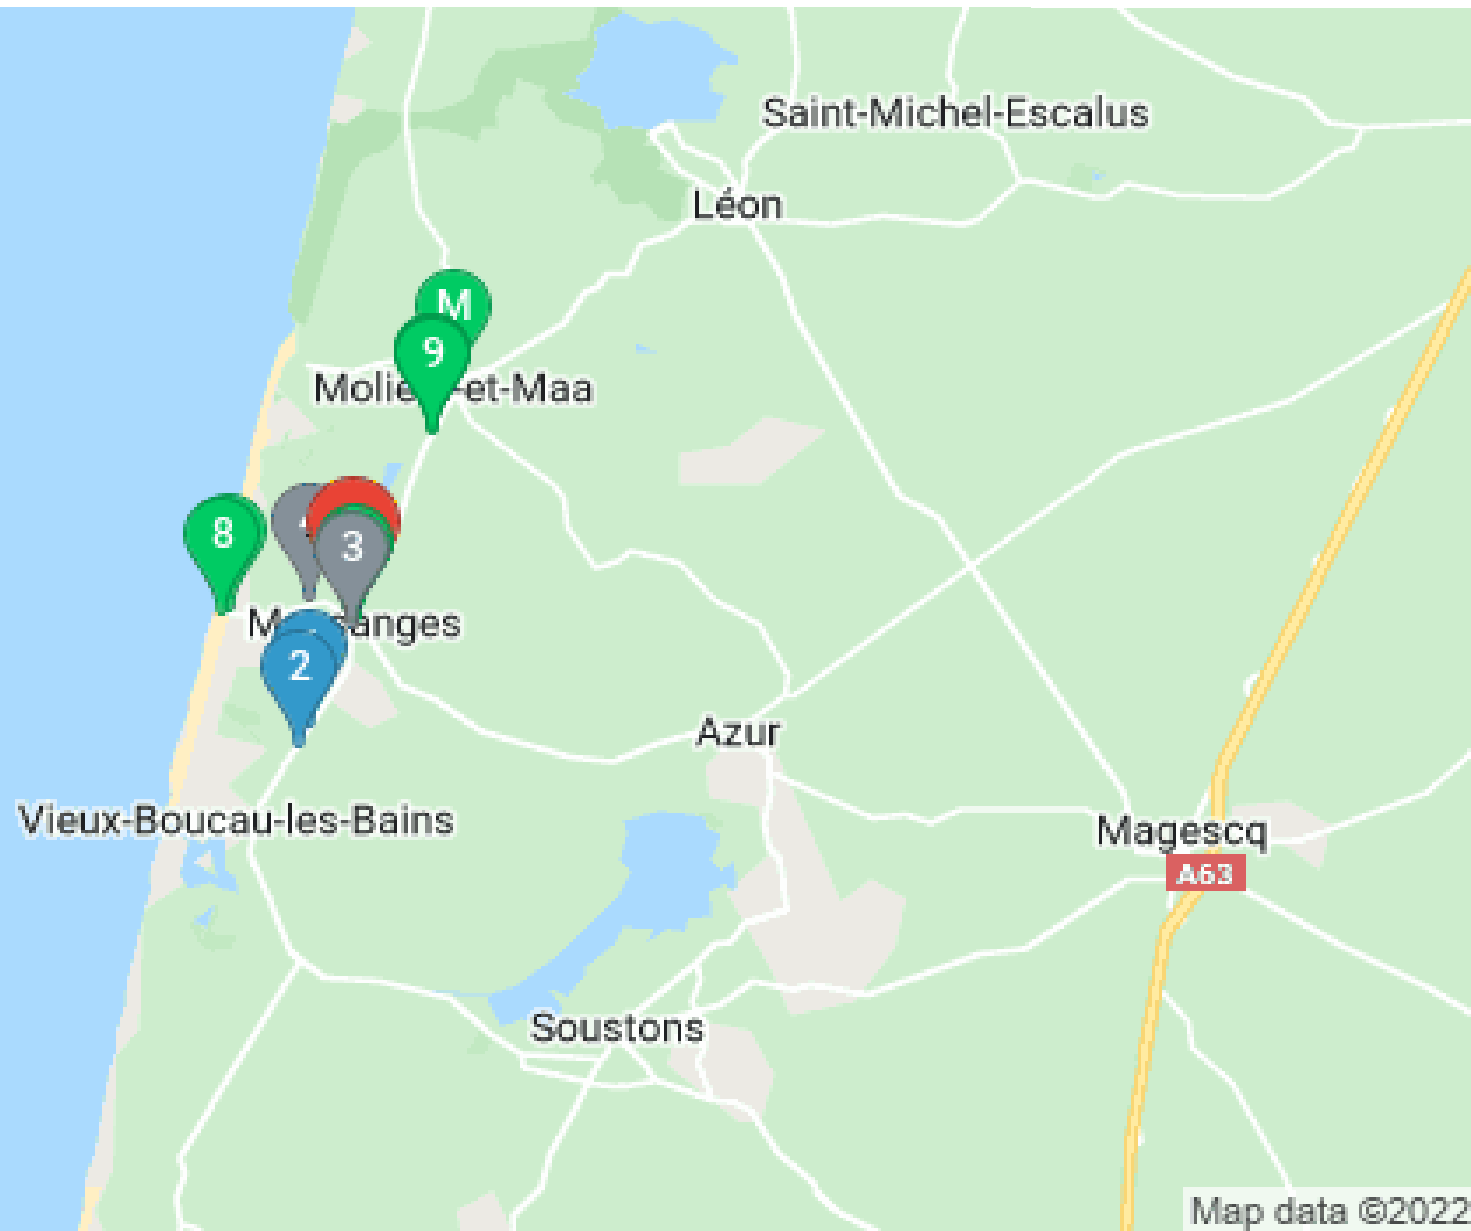 Saint-Michel-Escalus
Léon
M
9
8
3
2
Azur
Vieux-Boucau-les-Bains
Magescq
A63
Soustons
Map data ©2022